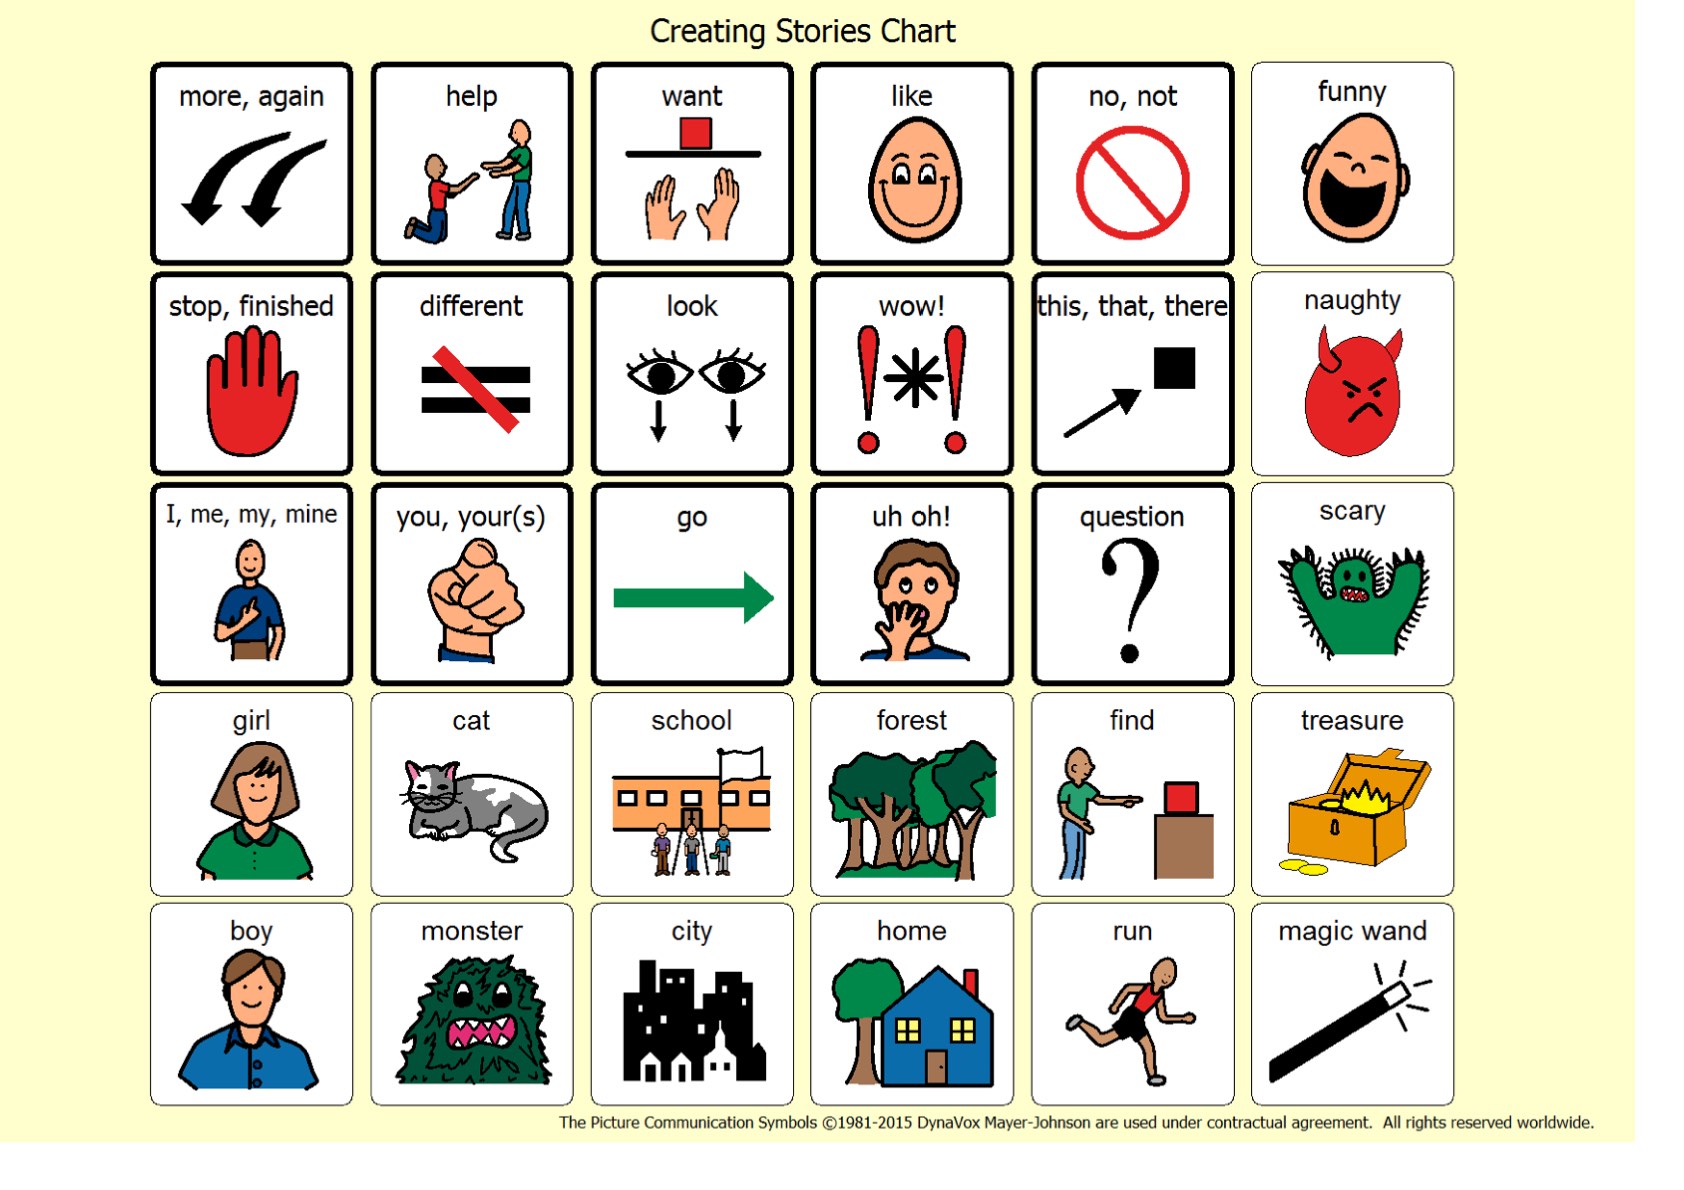 Creating Stories Chart
more, again
help
want
like
no, not
funny
stop, finished
different
look
wow!
this, that, there
naughty
I, me, my, mine
you, your(s)
go
uh oh!
question
scary
girl
cat
school
forest
find
treasure
boy
monster
city
home
run
magic wand
The Picture Communication Symbols ©1981-2015 DynaVox Mayer-Johnson are used under contractual agreement. All rights reserved worldwide.